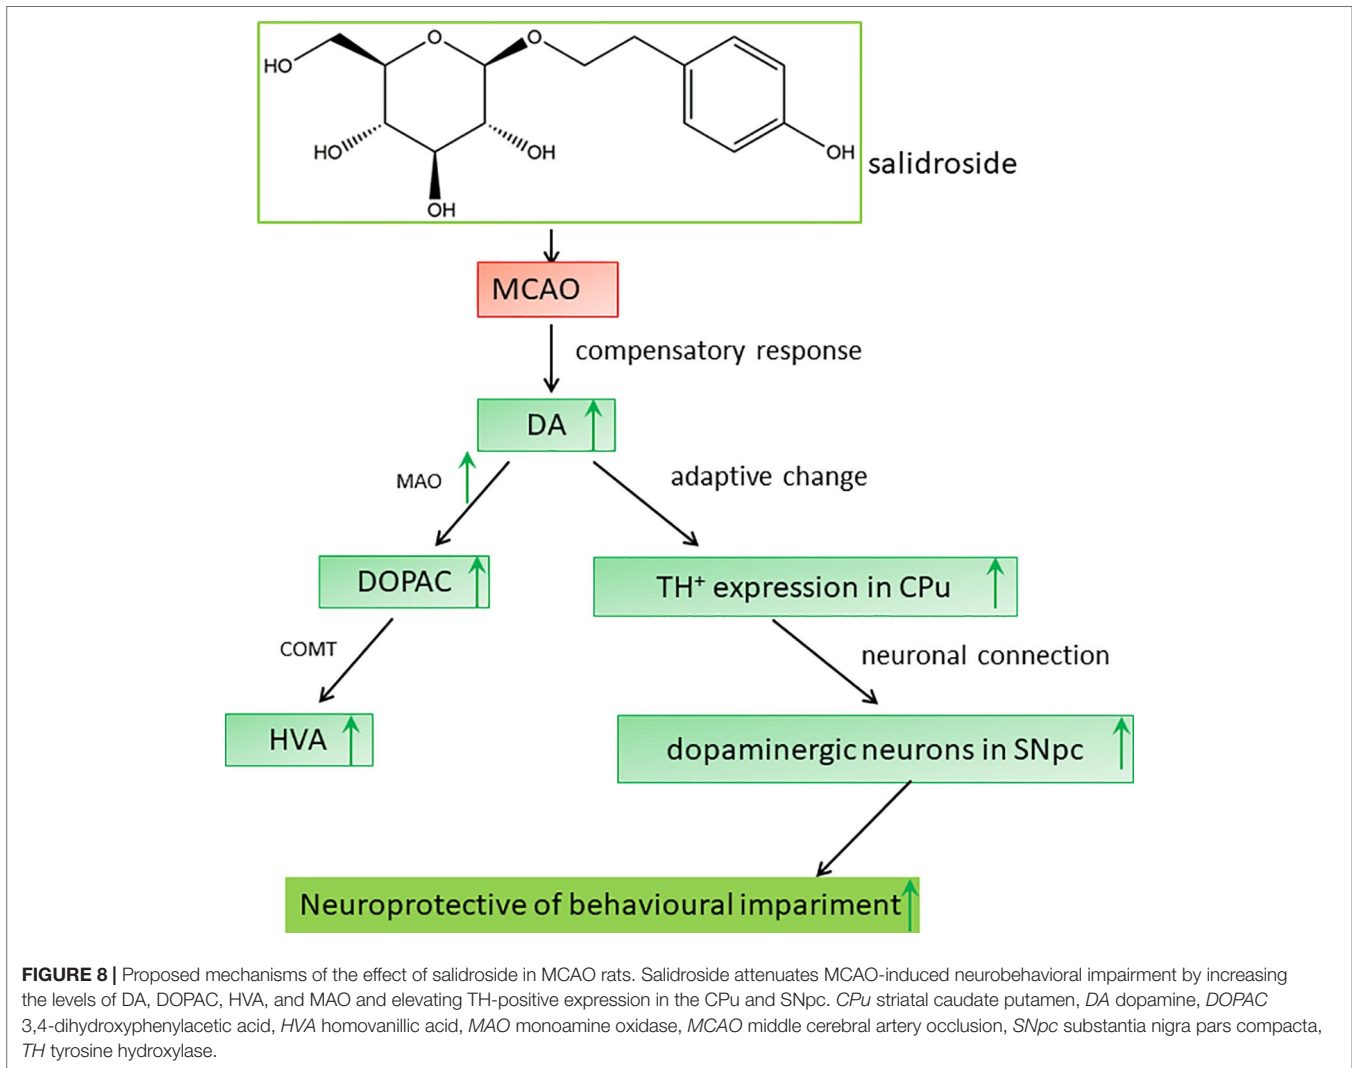 O
O
HO
HO
OH
OH
OH
salidroside
MCAO
compensatory response
DA
MAO
adaptive change
DOPAC
TH⁺ expression in CPu
COMT
neuronal connection
HVA
dopaminergic neurons in SNpc
Neuroprotective of behavioural impariment
FIGURE 8 | Proposed mechanisms of the effect of salidroside in MCAO rats. Salidroside attenuates MCAO-induced neurobehavioral impairment by increasing
the levels of DA, DOPAC, HVA, and MAO and elevating TH-positive expression in the CPu and SNpc. CPu striatal caudate putamen, DA dopamine, DOPAC
3,4-dihydroxyphenylacetic acid, HVA homovanillic acid, MAO monoamine oxidase, MCAO middle cerebral artery occlusion, SNpc substantia nigra pars compacta,
TH tyrosine hydroxylase.